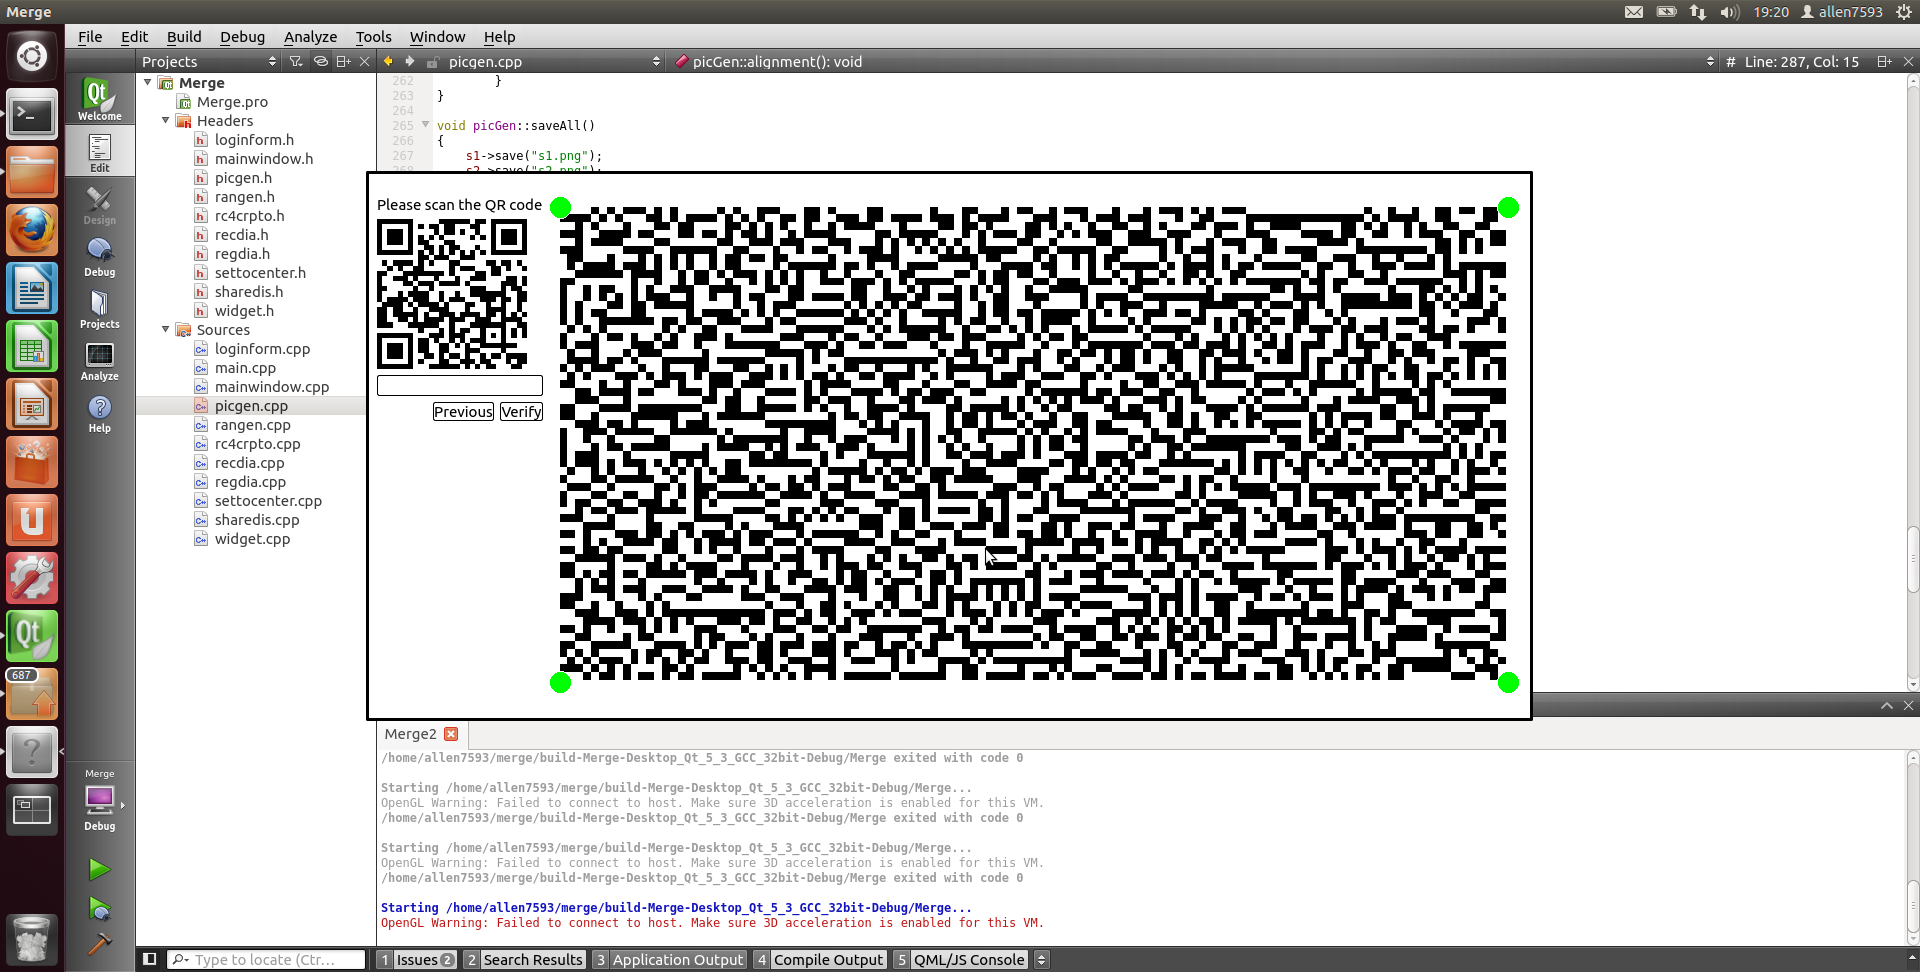 Merge
19:20
allen7593
File Edit Build Debug Analyze Tools Window Help
Projects
picgen.cpp
picGen::alignment(): void
# Line: 287, Col: 15
Welcome
Edit
Design
Debug
Projects
Analyze
Help
Merge
Debug
687
Merge
Merge.pro
Headers
loginform.h
mainwindow.h
picgen.h
rangen.h
rc4crpto.h
recdia.h
regdia.h
settocenter.h
sharedis.h
widget.h
Sources
loginform.cpp
main.cpp
mainwindow.cpp
picgen.cpp
rangen.cpp
rc4crpto.cpp
recdia.cpp
regdia.cpp
settocenter.cpp
sharedis.cpp
widget.cpp
262 }
263 }
264
265 void picGen::saveAll()
266 {
267 s1->save("s1.png");
268 s2->save("s2.png");
Please scan the QR code
Previous Verify
Merge2
/home/allen7593/merge/build-Merge-Desktop_Qt_5_3_GCC_32bit-Debug/Merge exited with code 0
Starting /home/allen7593/merge/build-Merge-Desktop_Qt_5_3_GCC_32bit-Debug/Merge...
OpenGL Warning: Failed to connect to host. Make sure 3D acceleration is enabled for this VM.
/home/allen7593/merge/build-Merge-Desktop_Qt_5_3_GCC_32bit-Debug/Merge exited with code 0
Starting /home/allen7593/merge/build-Merge-Desktop_Qt_5_3_GCC_32bit-Debug/Merge...
OpenGL Warning: Failed to connect to host. Make sure 3D acceleration is enabled for this VM.
/home/allen7593/merge/build-Merge-Desktop_Qt_5_3_GCC_32bit-Debug/Merge exited with code 0
Starting /home/allen7593/merge/build-Merge-Desktop_Qt_5_3_GCC_32bit-Debug/Merge...
OpenGL Warning: Failed to connect to host. Make sure 3D acceleration is enabled for this VM.
Type to locate (Ctr...
1 Issues 2 2 Search Results 3 Application Output 4 Compile Output 5 QML/JS Console